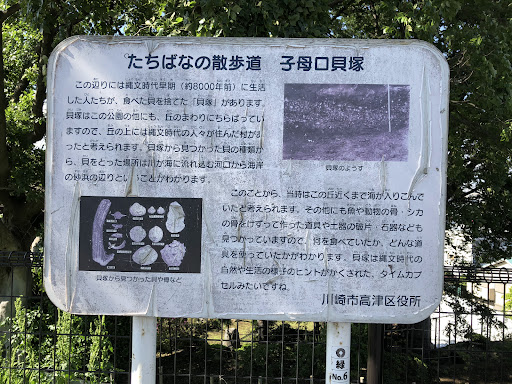 たちばなの散歩道　子母口貝塚
この辺りには縄文時代早期（約8000年前）に生活
した人たちが、食べた貝を捨てた「貝塚」があります。
貝塚はこの公園の他にも、丘のまわりにちらばってい
ますので、丘の上には縄文時代の人々が住んだ村があ
ったと考えられます。貝塚から見つかった貝の種類か
ら、貝をとった場所は川が海に流れ込む河口から海岸
の砂浜の辺りということがわかります。
貝塚のようす
貝塚から見つかった貝や骨など
このことから、当時はこの丘近くまで海が入りこんで
いたと考えられます。その他にも魚や動物の骨・シカ
の骨をけずって作った道具や土器の破片・石器なども
見つかっていますので、何を食べていたか、どんな道
具を使っていたかがわかります。貝塚は縄文時代の
自然や生活の様子のヒントがかくされた、タイムカプ
セルみたいですね。
川崎市高津区役所
緑
No.6